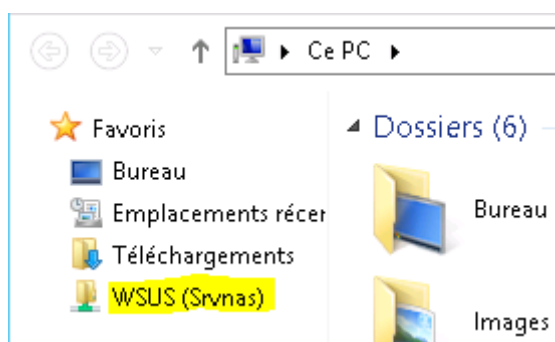 Ce PC
Favoris
Bureau
Emplacements récer
Téléchargements
WSUS (Srvnas)
Dossiers (6)
Bureau
Images